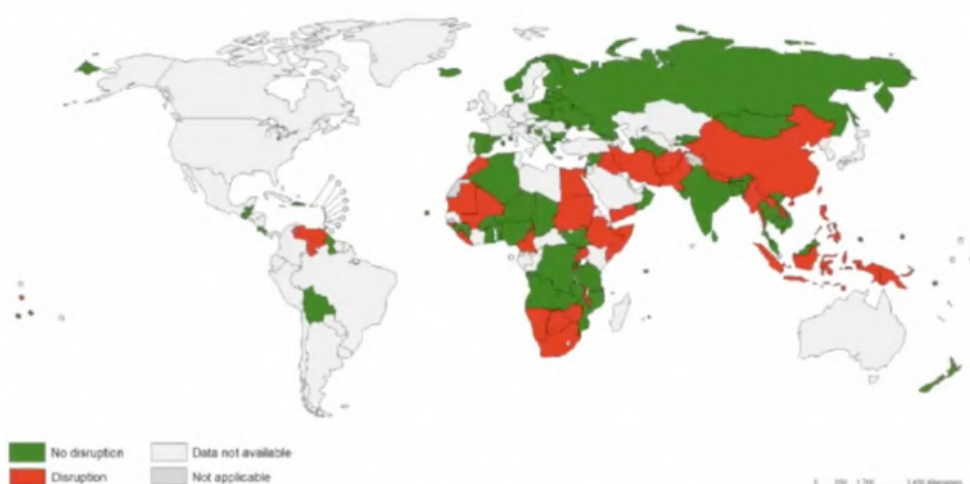 No disruption
Data not available
Disruption
Not applicable